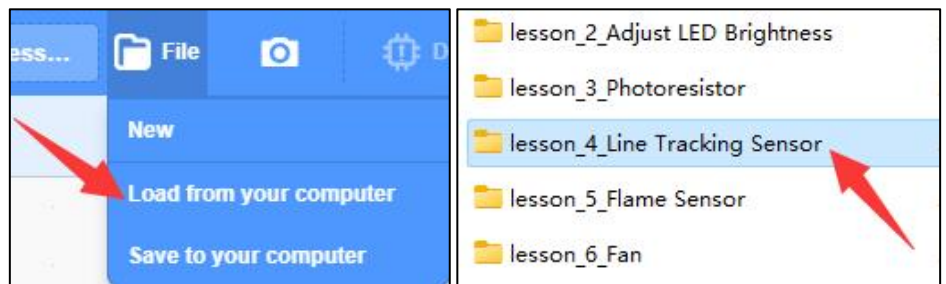 ess...
File
D
New
Load from your computer
Save to your computer
lesson_2_Adjust LED Brightness
lesson_3_Photoresistor
lesson_4_Line Tracking Sensor
lesson_5_Flame Sensor
lesson_6_Fan